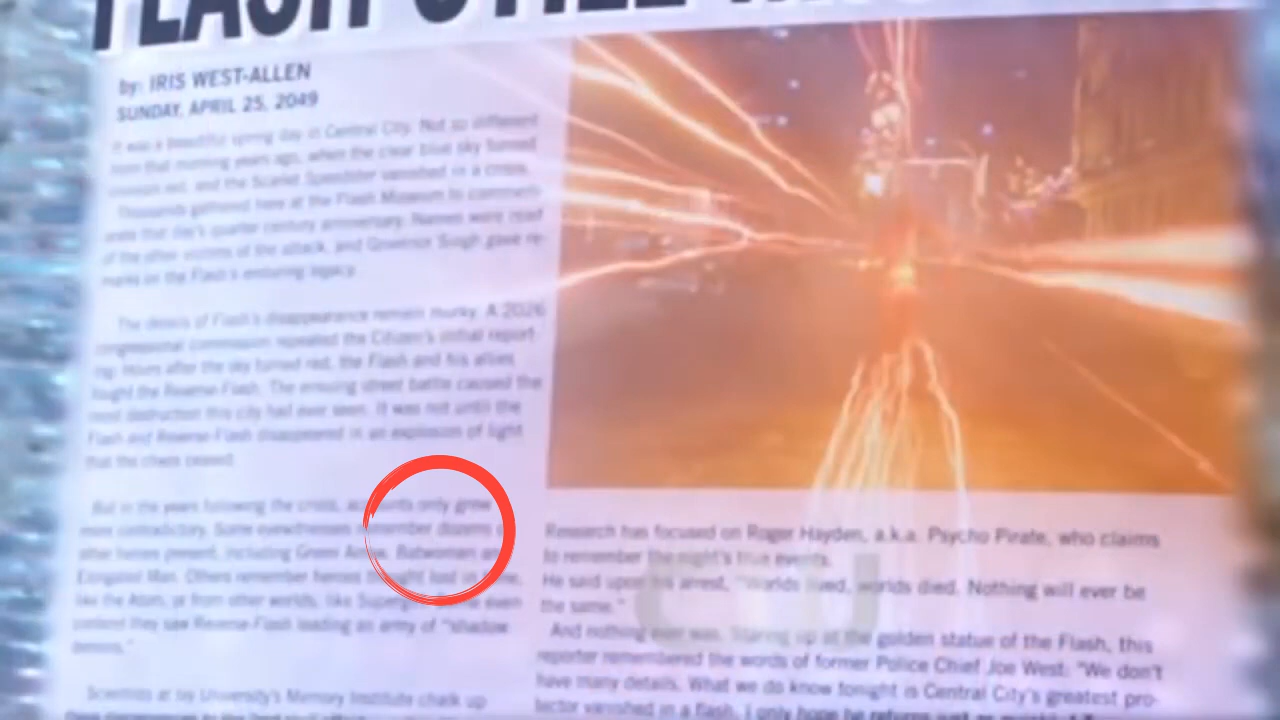 FLASH STILL
by: IRIS WEST-ALLEN
SUNDAY, APRIL 25, 2049
It was a beautiful spring day in Central City. Not so different
from that morning years ago, when the clear blue sky turned
red, and the Scarlet Speedster vanished in a crisis.
Thousands gathered here at the Flash Museum to commem-
orate that day's quarter century anniversary. Names were read
of the other victims of the attack, and Governor Singh gave re-
marks on the Flash's enduring legacy.
The details of Flash's disappearance remain murky. A 2026
congressional commission repeated the Citizen's initial report-
ing: Hours after the sky turned red, the Flash and his allies
fought the Reverse-Flash. The ensuing street battle caused the
most destruction this city had ever seen. It was not until the
Flash and Reverse-Flash disappeared in an explosion of light
that the chaos ceased.
But in the years following the crisis, accounts only grew
more contradictory. Some eyewitnesses remember dozens
other heroes present, including Green Arrow, Batwoman and
Elongated Man. Others remember heroes thought lost in time,
like the Atom, or from other worlds, like Supergirl. Some even
contend they saw Reverse-Flash leading an army of "shadow
demons."
Scientists at Ivy University's Memory Institute chalk up
these
Research has focused on Roger Hayden, a.k.a. Psycho Pirate, who claims
to remember the night's true events.
He said upon his arrest, "Worlds lived, worlds died. Nothing will ever be
the same."
And nothing ever was. Staring up at the golden statue of the Flash, this
reporter remembered the words of former Police Chief Joe West: "We don't
have many details. What we do know tonight is Central City's greatest pro-
tector vanished in a flash. I only hope he returns just as quickly."